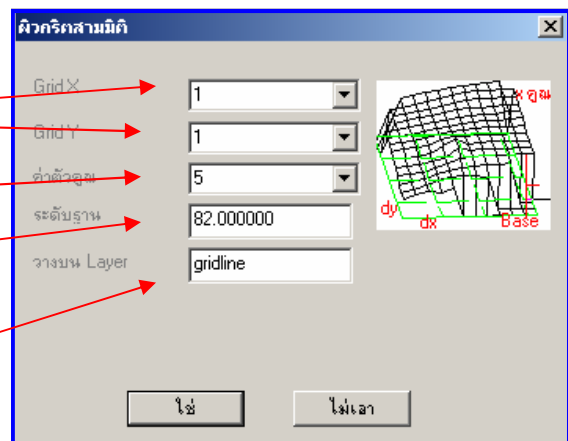 ผิวกริตสามมิติ
Grid X 1
Grid Y 1
ค่าตัวคูณ 5
ระดับฐาน 82.000000
วางบน Layer gridline
x คูณ
dy
dx
Base
ใช่ ไม่เอา